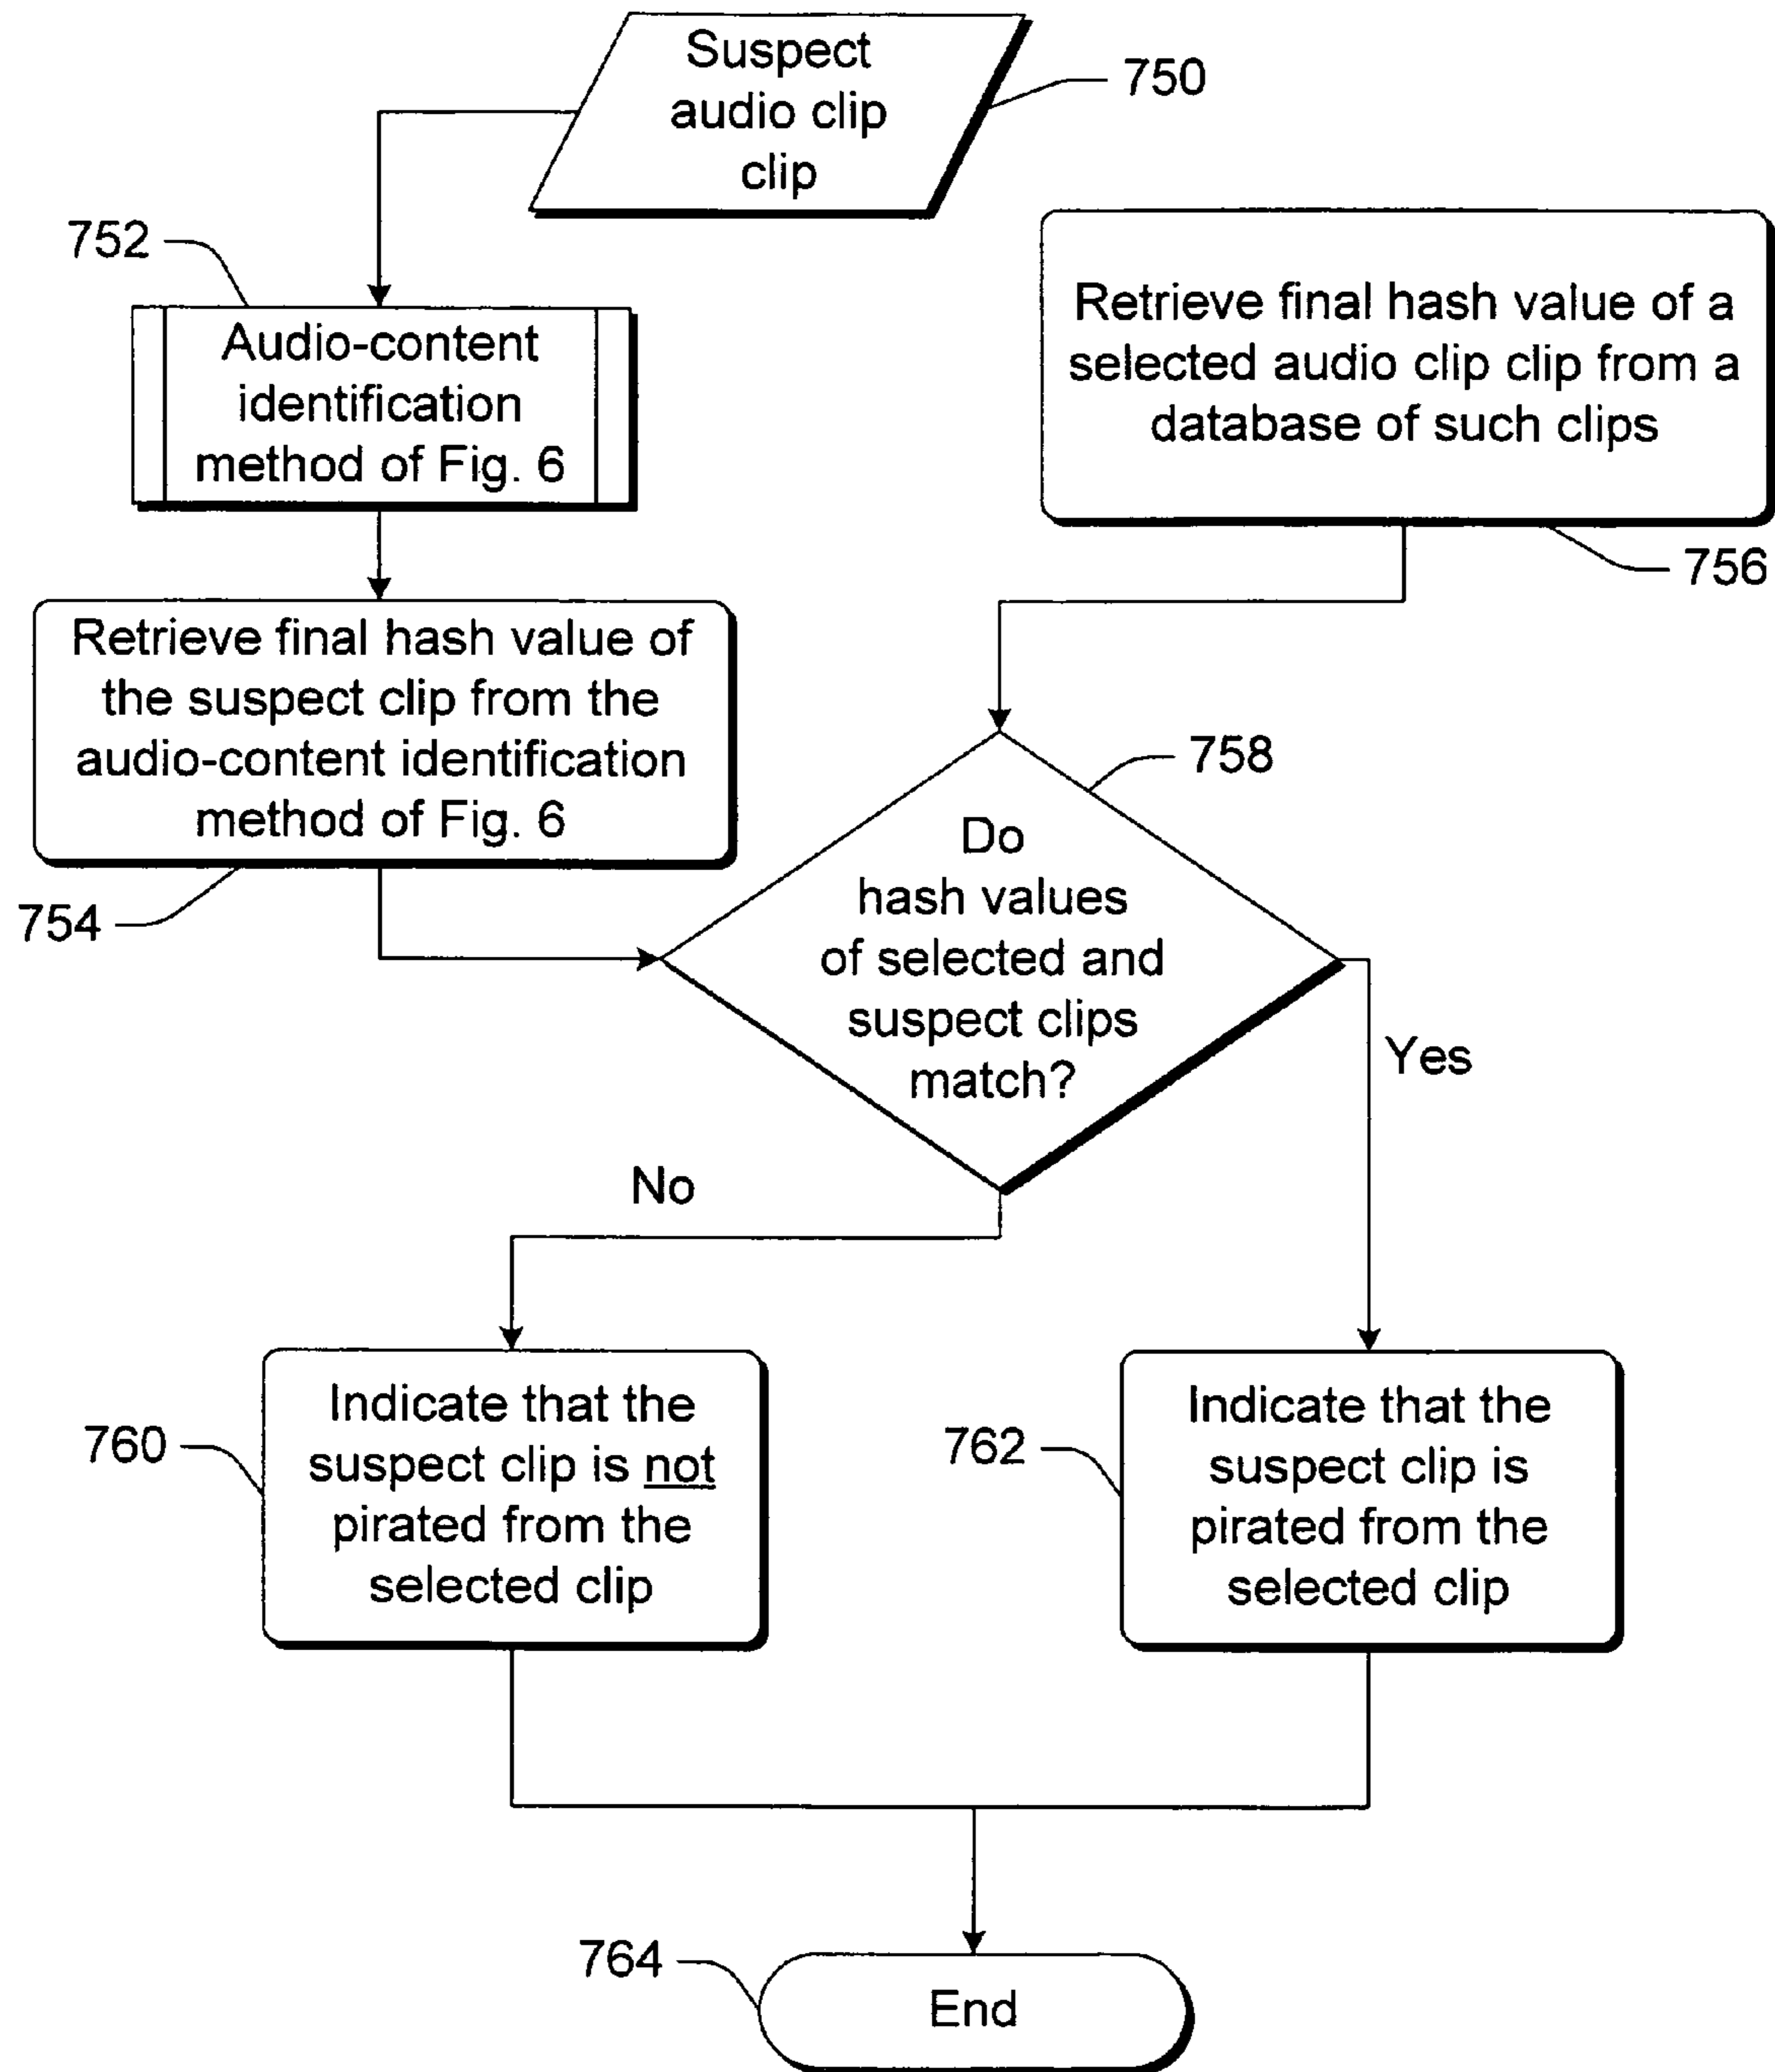 Suspect
audio clip
clip
750
752
Audio-content
identification
method of Fig. 6
Retrieve final hash value of a
selected audio clip clip from a
database of such clips
756
Retrieve final hash value of
the suspect clip from the
audio-content identification
method of Fig. 6
754
758
Do
hash values
of selected and
suspect clips
match?
Yes
No
760
Indicate that the
suspect clip is not
pirated from the
selected clip
762
Indicate that the
suspect clip is
pirated from the
selected clip
764
End